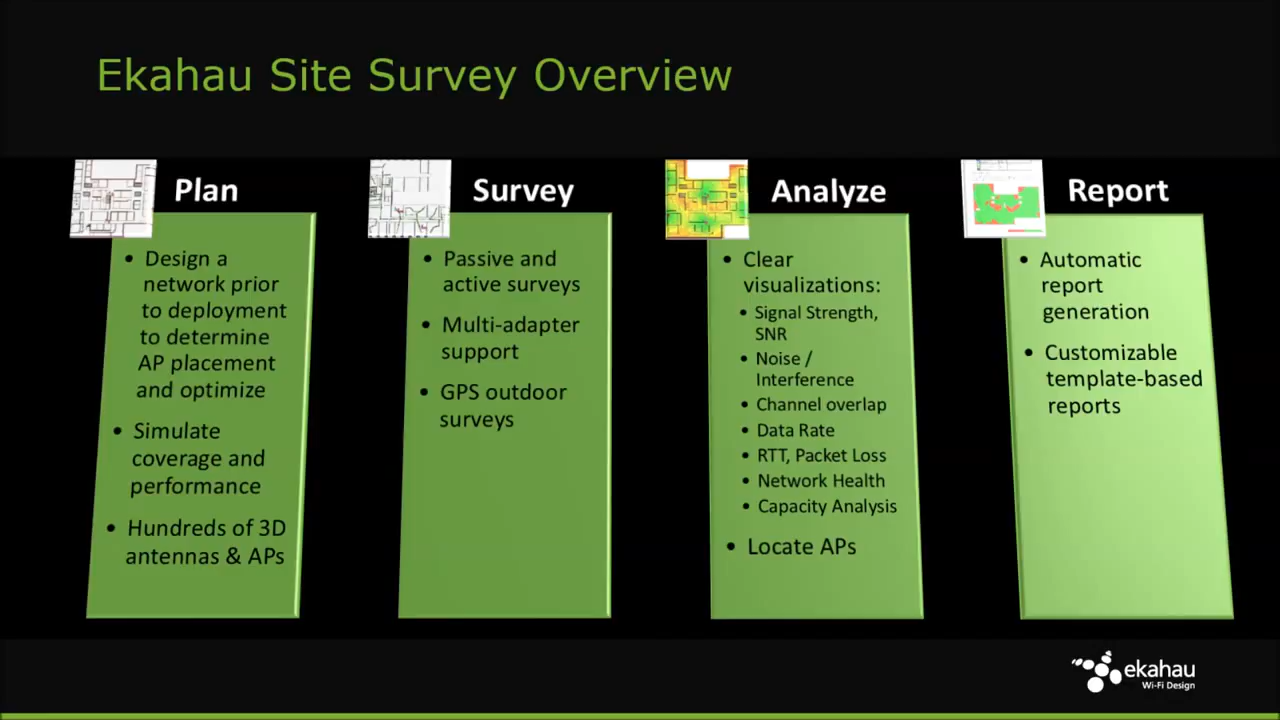 Ekahau Site Survey Overview
Plan
• Design a
network prior
to deployment
to determine
AP placement
and optimize
• Simulate
coverage and
performance
• Hundreds of 3D
antennas & APs
Survey
• Passive and
active surveys
• Multi-adapter
support
• GPS outdoor
surveys
Analyze
• Clear
visualizations:
• Signal Strength,
SNR
• Noise /
Interference
• Channel overlap
• Data Rate
• RTT, Packet Loss
• Network Health
• Capacity Analysis
• Locate APs
Report
• Automatic
report
generation
• Customizable
template-based
reports
ekahau
Wi-Fi Design